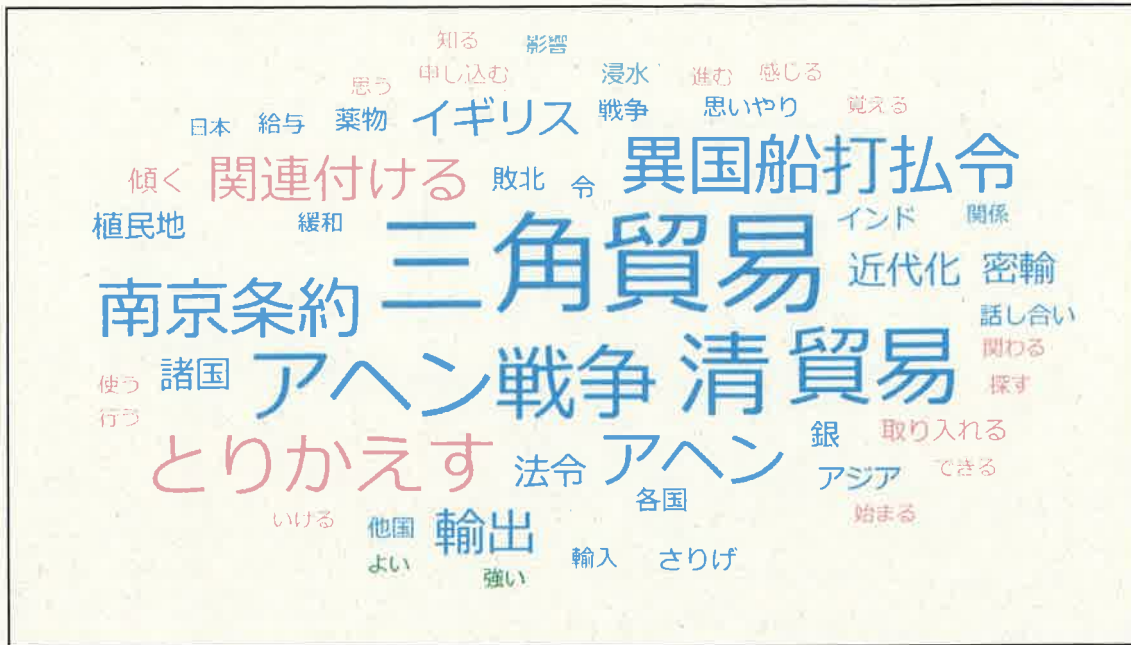 知る 影響
思う 申し込む 浸水 進む 感じる
日本 給与 薬物 イギリス 戦争 思いやり 覚える
傾く 関連付ける 敗北 令 異国船打払令
植民地 緩和 三角貿易 インド 関係
南京条約 近代化 密輸
話し合い
諸国 アヘン戦争 清 貿易 関わる
使う 探す
行う
とりかえす 法令 アヘン 銀 取り入れる
各国 アジア できる
いける 他国 輸出 始まる
よい 強い 輸入 さりげ